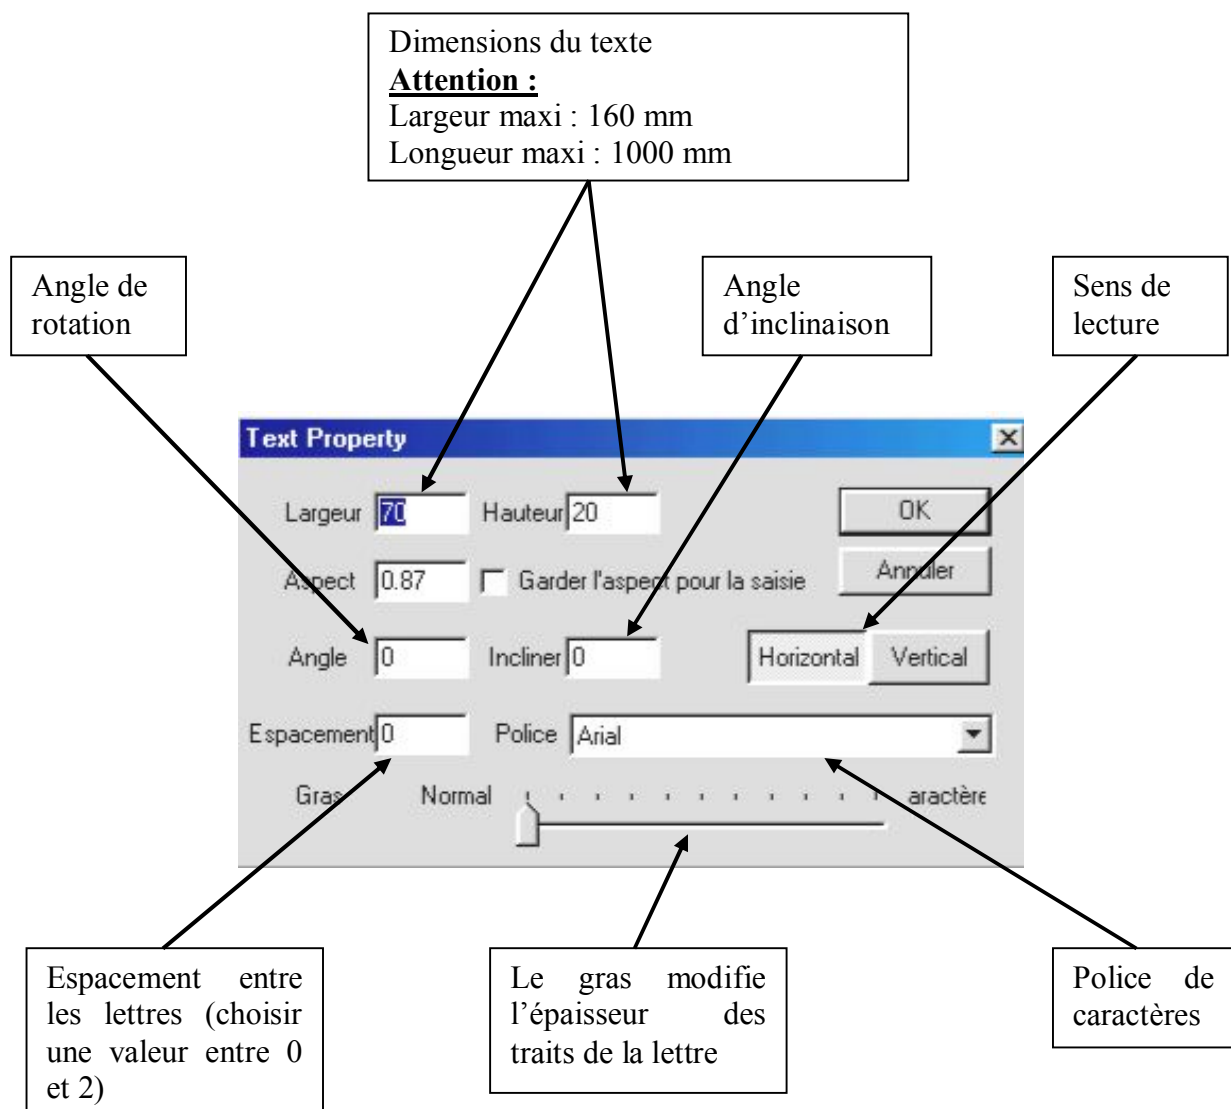 Dimensions du texte
Attention :
Largeur maxi : 160 mm
Longueur maxi : 1000 mm
Angle de
rotation
Angle
d’inclinaison
Sens de
lecture
Text Property
Largeur 70 Hauteur 20 OK
Aspect 0.87 Garder l'aspect pour la saisie Annuler
Angle 0 Incliner 0 Horizontal Vertical
Espacement 0 Police Arial
Gras Normal aractère
Espacement entre
les lettres (choisir
une valeur entre 0
et 2)
Le gras modifie
l’épaisseur des
traits de la lettre
Police de
caractères